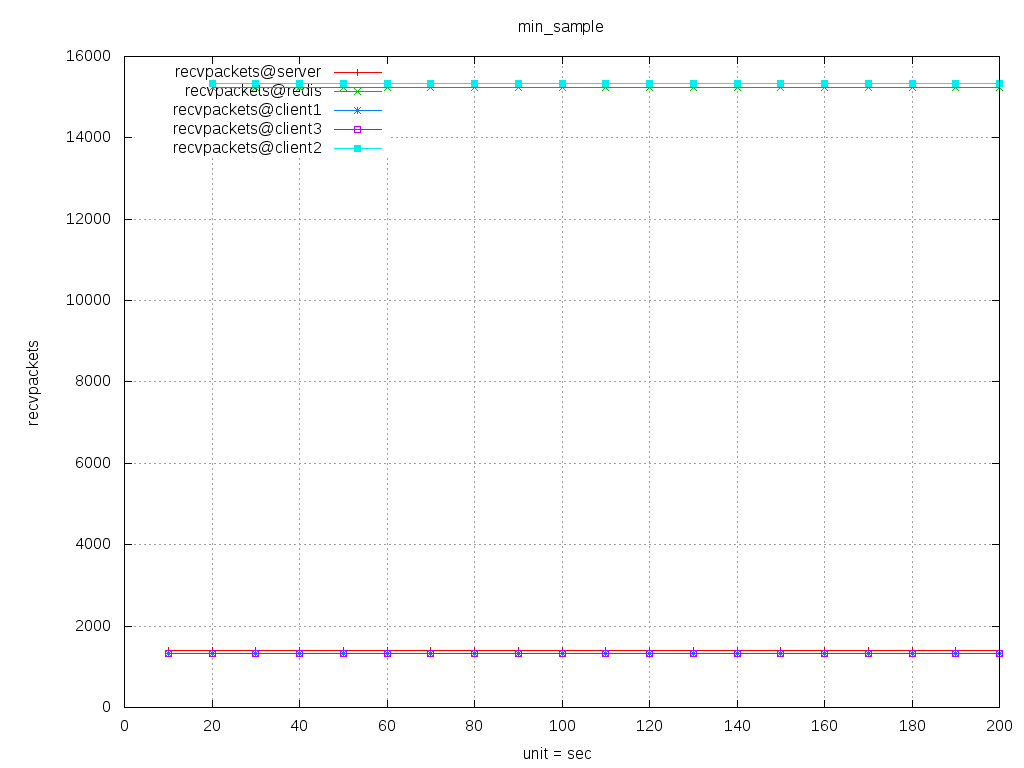 min_sample
16000
14000
12000
10000
8000
6000
4000
2000
0
recvpackets
recvpackets@server
recvpackets@redis
recvpackets@client1
recvpackets@client3
recvpackets@client2
0 20 40 60 80 100 120 140 160 180 200
unit = sec